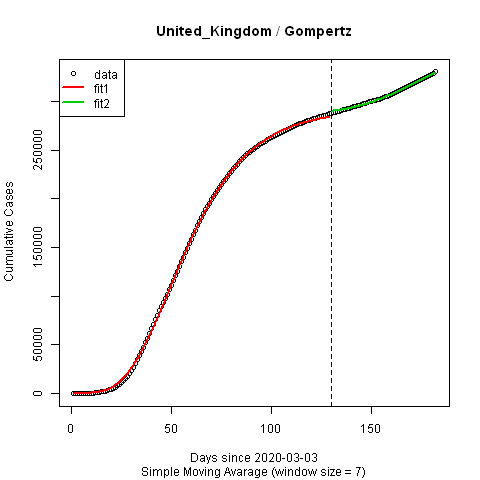 United_Kingdom / Gompertz
data
fit1
fit2
250000
150000
50000
0
Cumulative Cases
0 50 100 150
Days since 2020-03-03
Simple Moving Avarage (window size = 7)